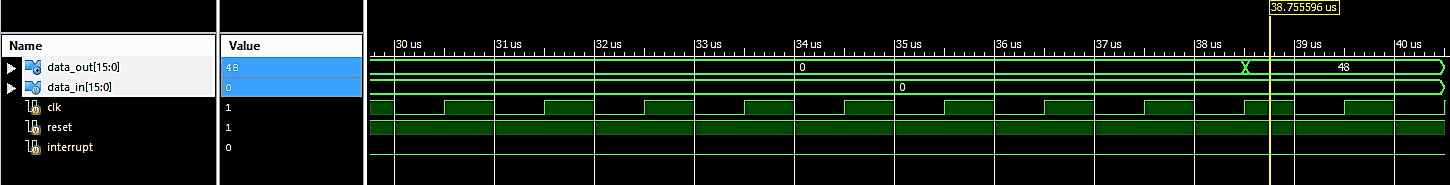 38.755596 us
Name Value
30 us 31 us 32 us 33 us 34 us 35 us 36 us 37 us 38 us 39 us 40 us
data_out[15:0] 48 0 48
data_in[15:0] 0 0
clk 1
reset 1
interrupt 0